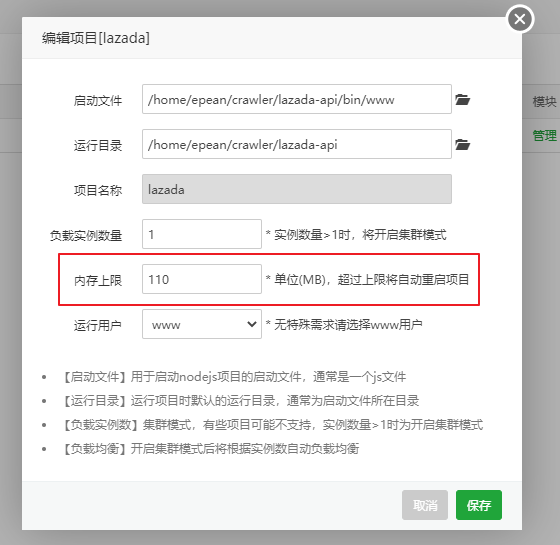 编辑项目[lazada]
启动文件 /home/epean/crawler/lazada-api/bin/www
模块
运行目录 /home/epean/crawler/lazada-api
管理
项目名称 lazada
负载实例数量 1 * 实例数量>1时，将开启集群模式
内存上限 110 * 单位(MB)，超过上限将自动重启项目
运行用户 www * 无特殊需求请选择www用户
• 【启动文件】用于启动nodejs项目的启动文件，通常是一个js文件
• 【运行目录】运行项目时默认的运行目录，通常为启动文件所在目录
• 【负载实例数】集群模式，有些项目可能不支持，实例数量>1时为开启集群模式
• 【负载均衡】开启集群模式后将根据实例数自动负载均衡
取消 保存